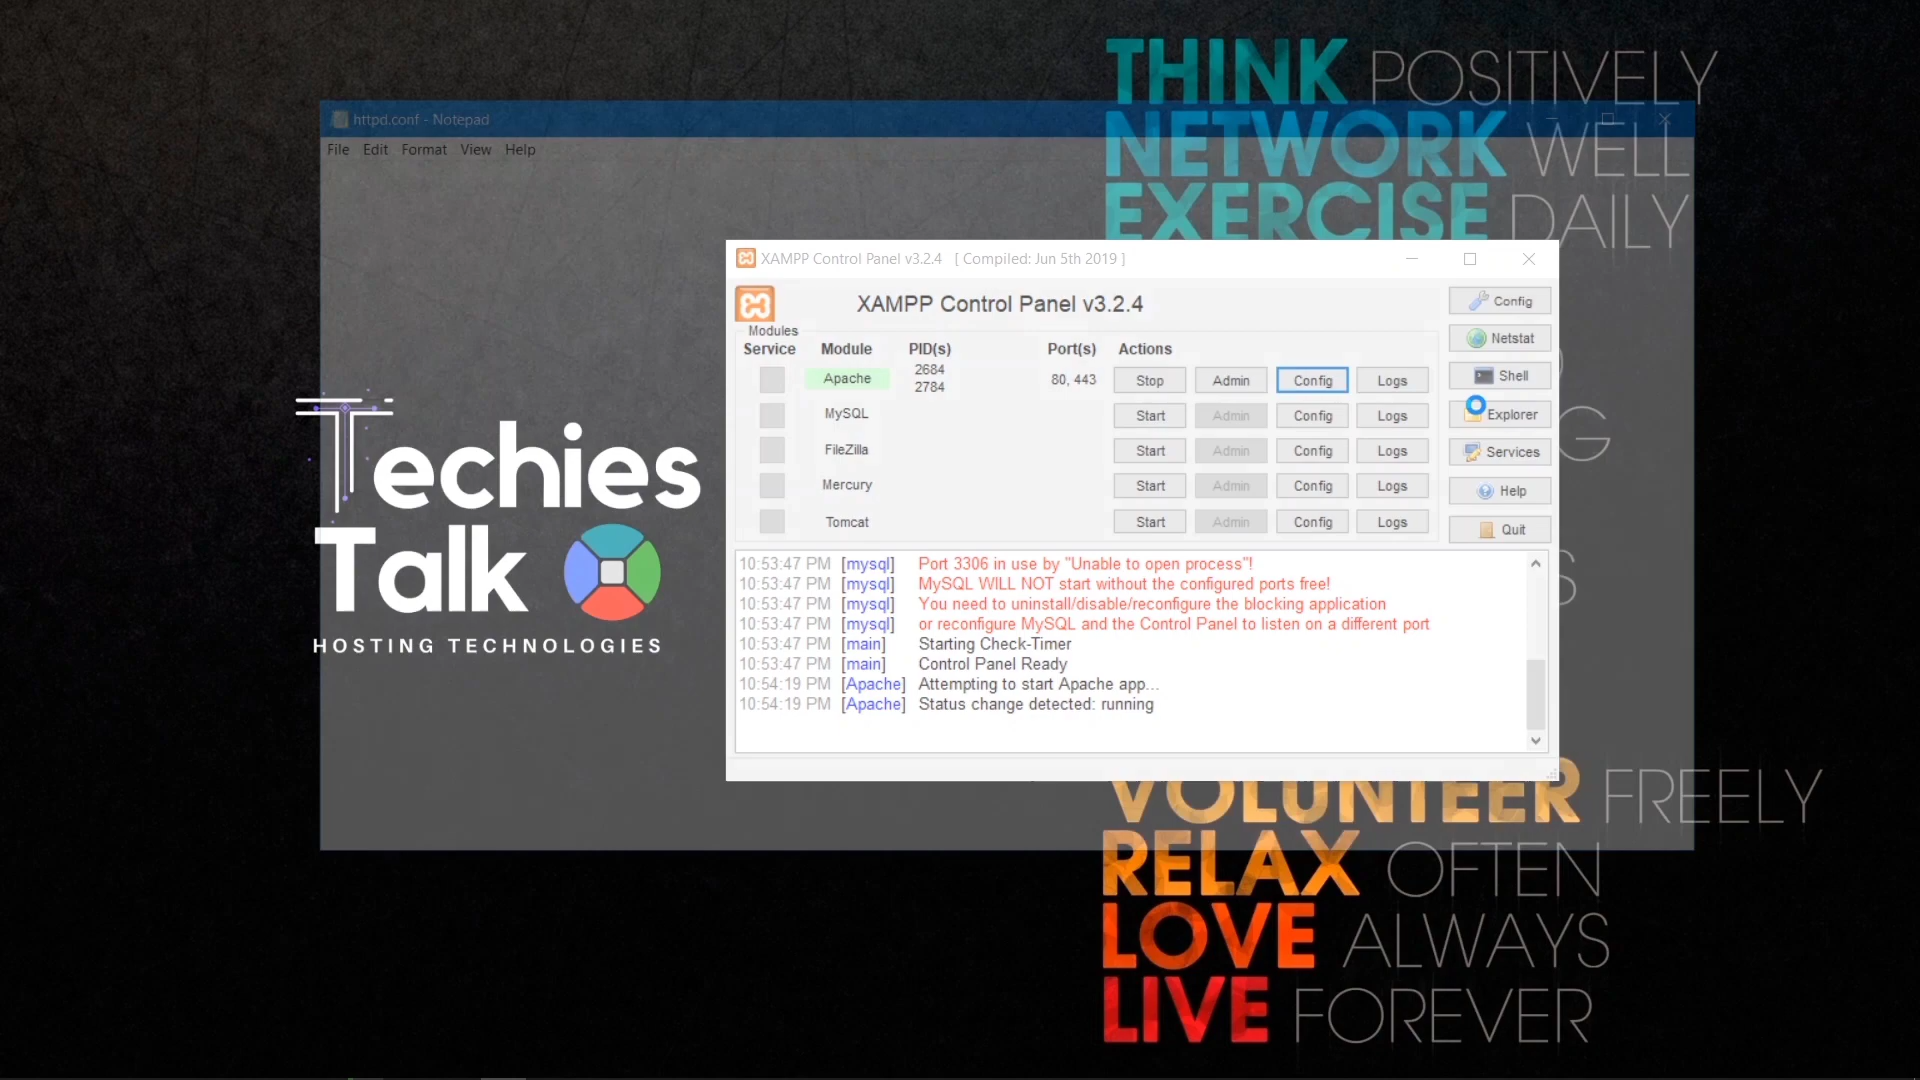 THINK POSITIVELY
httpd.conf - Notepad
NETWORK WELL
File Edit Format View Help
EXERCISE DAILY
XAMPP Control Panel v3.2.4 [ Compiled: Jun 5th 2019 ]
XAMPP Control Panel v3.2.4
Config
Modules
Service Module PID(s) Port(s) Actions
Netstat
Apache 2684 2784 80, 443 Stop Admin Config Logs
Shell
MySQL Start Admin Config Logs
Explorer
FileZilla Start Admin Config Logs
Services
Mercury Start Admin Config Logs
Help
Tomcat Start Admin Config Logs
Quit
10:53:47 PM [mysql] Port 3306 in use by "Unable to open process"!
10:53:47 PM [mysql] MySQL WILL NOT start without the configured ports free!
10:53:47 PM [mysql] You need to uninstall/disable/reconfigure the blocking application
10:53:47 PM [mysql] or reconfigure MySQL and the Control Panel to listen on a different port
10:53:47 PM [main] Starting Check-Timer
10:53:47 PM [main] Control Panel Ready
10:54:19 PM [Apache] Attempting to start Apache app...
10:54:19 PM [Apache] Status change detected: running
Techies
Talk
HOSTING TECHNOLOGIES
VOLUNTEER FREELY
RELAX OFTEN
LOVE ALWAYS
LIVE FOREVER